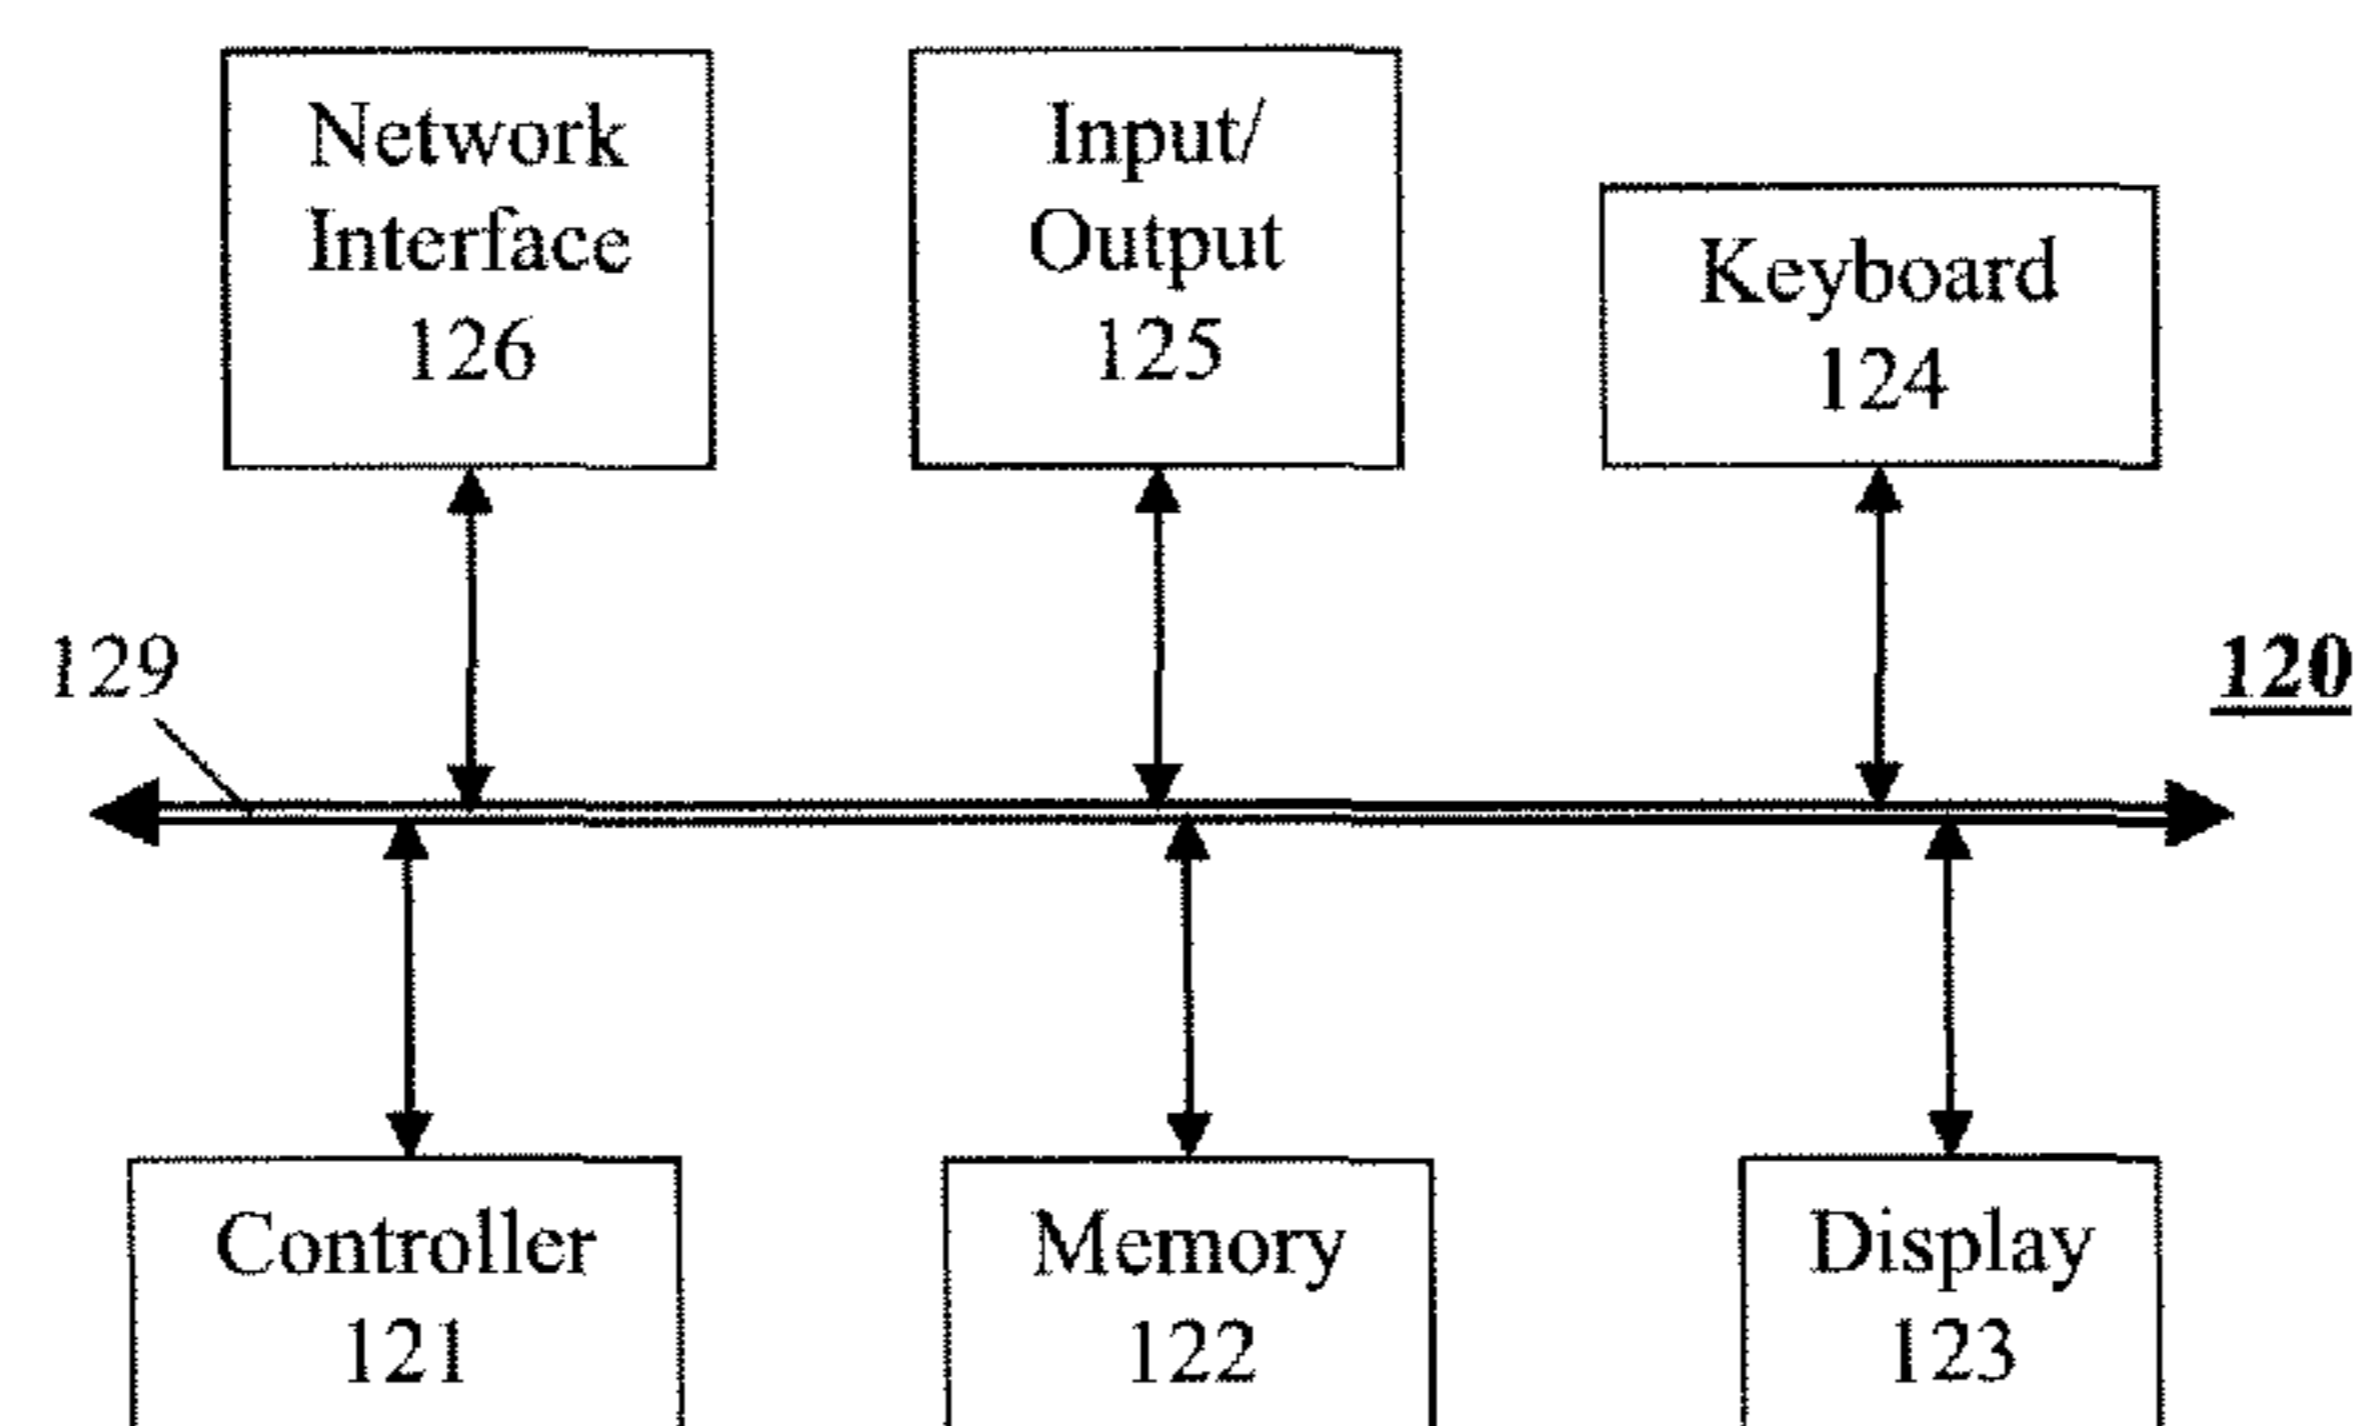 Network
Interface
126
Input/
Output
125
Keyboard
124
129
120
Controller
121
Memory
122
Display
123